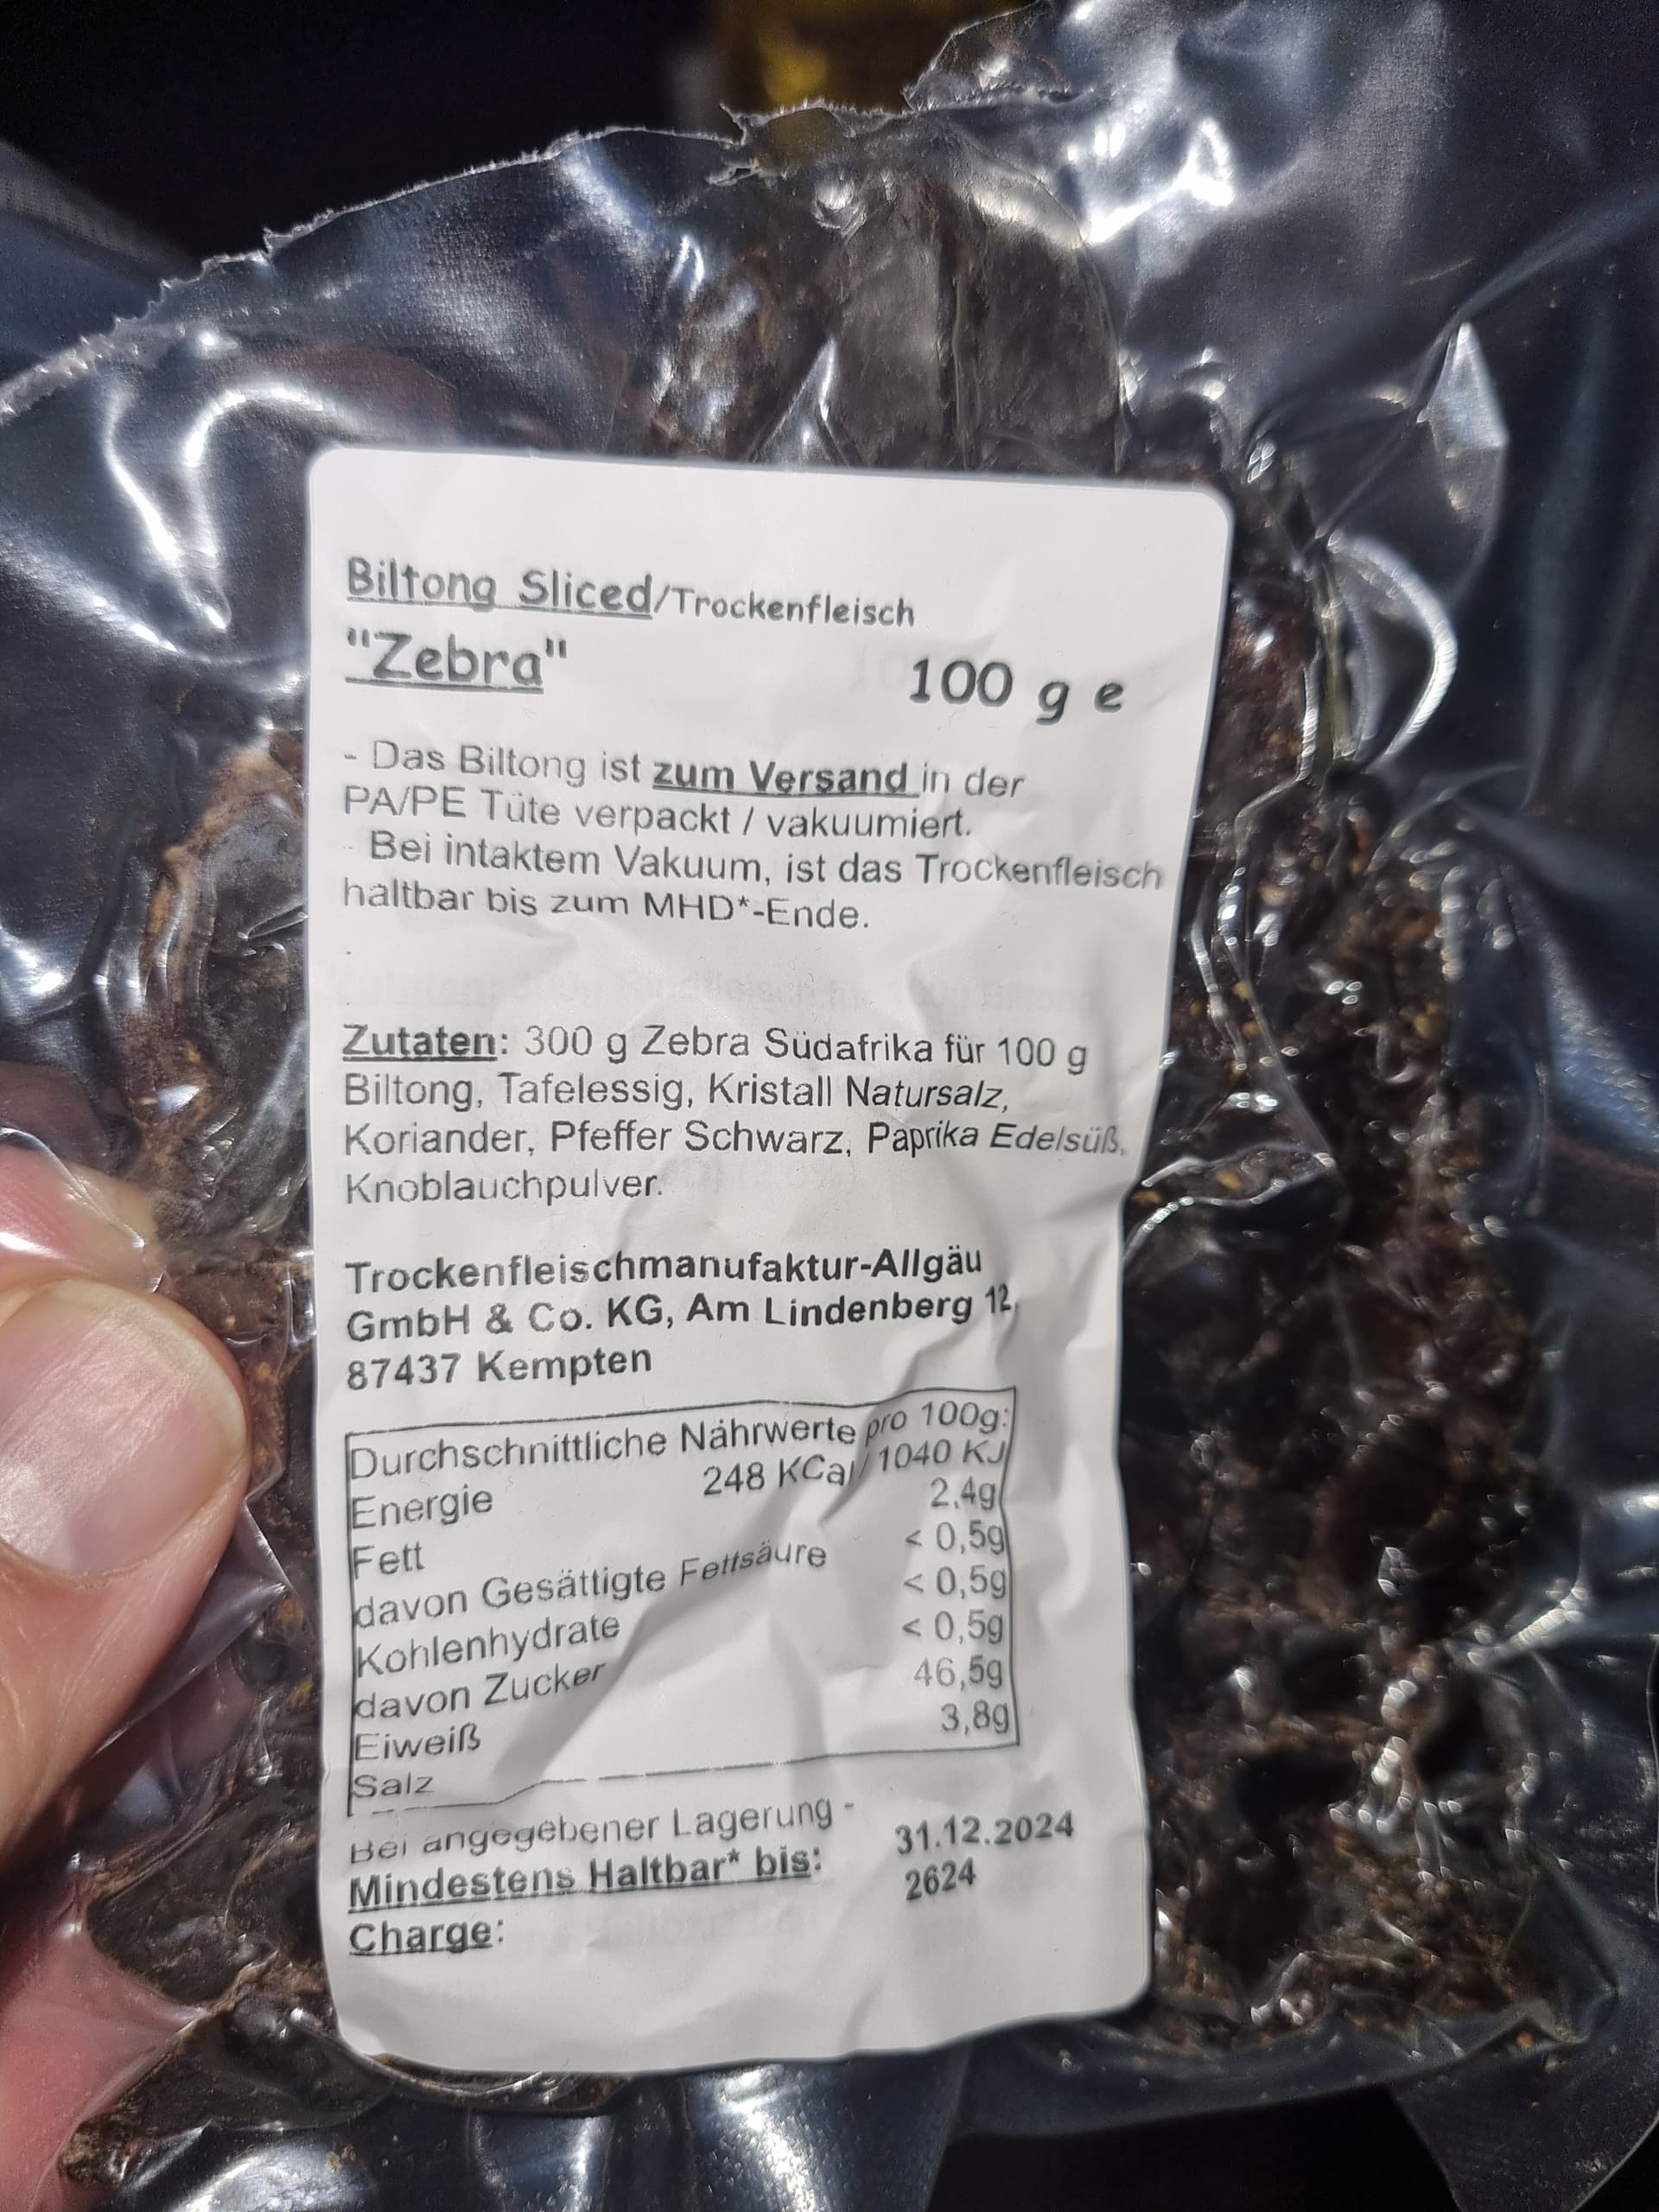 Biltong Sliced/Trockenfleisch
"Zebra" 100 g e
- Das Biltong ist zum Versand in der
PA/PE Tüte verpackt / vakuumiert.
- Bei intaktem Vakuum, ist das Trockenfleisch
haltbar bis zum MHD*-Ende.
Zutaten: 300 g Zebra Südafrika für 100 g
Biltong, Tafelessig, Kristall Natursalz,
Koriander, Pfeffer Schwarz, Paprika Edelsüß,
Knoblauchpulver.
Trockenfleischmanufaktur-Allgäu
GmbH & Co. KG, Am Lindenberg 12,
87437 Kempten
Durchschnittliche Nährwerte pro 100g:
Energie 248 KCal/ 1040 KJ
Fett 2,4g
davon Gesättigte Fettsäure < 0,5g
Kohlenhydrate < 0,5g
davon Zucker < 0,5g
Eiweiß 46,5g
Salz 3,8g
Bei angegebener Lagerung -
Mindestens Haltbar* bis: 31.12.2024
Charge: 2624